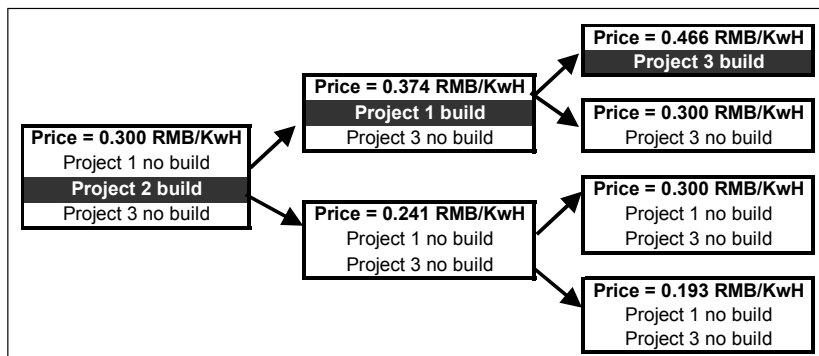 Price = 0.300 RMB/KwH
Project 1 no build
Project 2 build
Project 3 no build
Price = 0.374 RMB/KwH
Project 1 build
Project 3 no build
Price = 0.241 RMB/KwH
Project 1 no build
Project 3 no build
Price = 0.466 RMB/KwH
Project 3 build
Price = 0.300 RMB/KwH
Project 3 no build
Price = 0.300 RMB/KwH
Project 1 no build
Project 3 no build
Price = 0.193 RMB/KwH
Project 1 no build
Project 3 no build